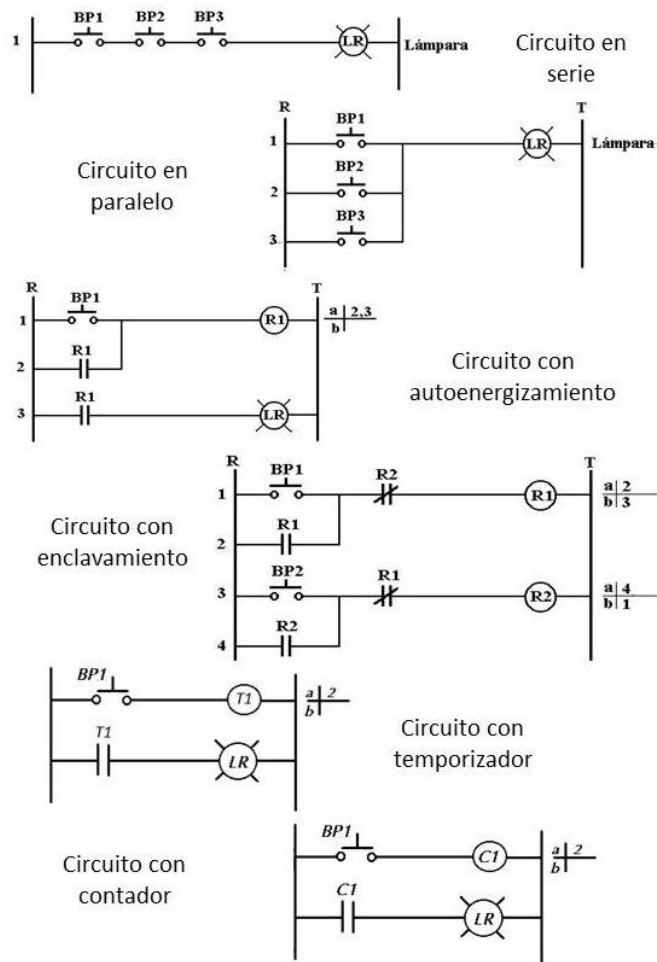 BP1 BP2 BP3
1 LR Lámpara
Circuito en
serie
R T
BP1
1 LR Lámpara
BP2
2
BP3
3
Circuito en
paralelo
R T
BP1
1 R1 a 2,3
b
R1
2
R1
3 LR
Circuito con
autoenergizamiento
R T
BP1 R2
1 R1 a 2
b 3
R1
2
BP2 R1
3 R2 a 4
b 1
R2
4
Circuito con
enclavamiento
BP1 T1 a 2
b
T1
LR
Circuito con
temporizador
BP1
C1 a 2
b
C1
LR
Circuito con
contador